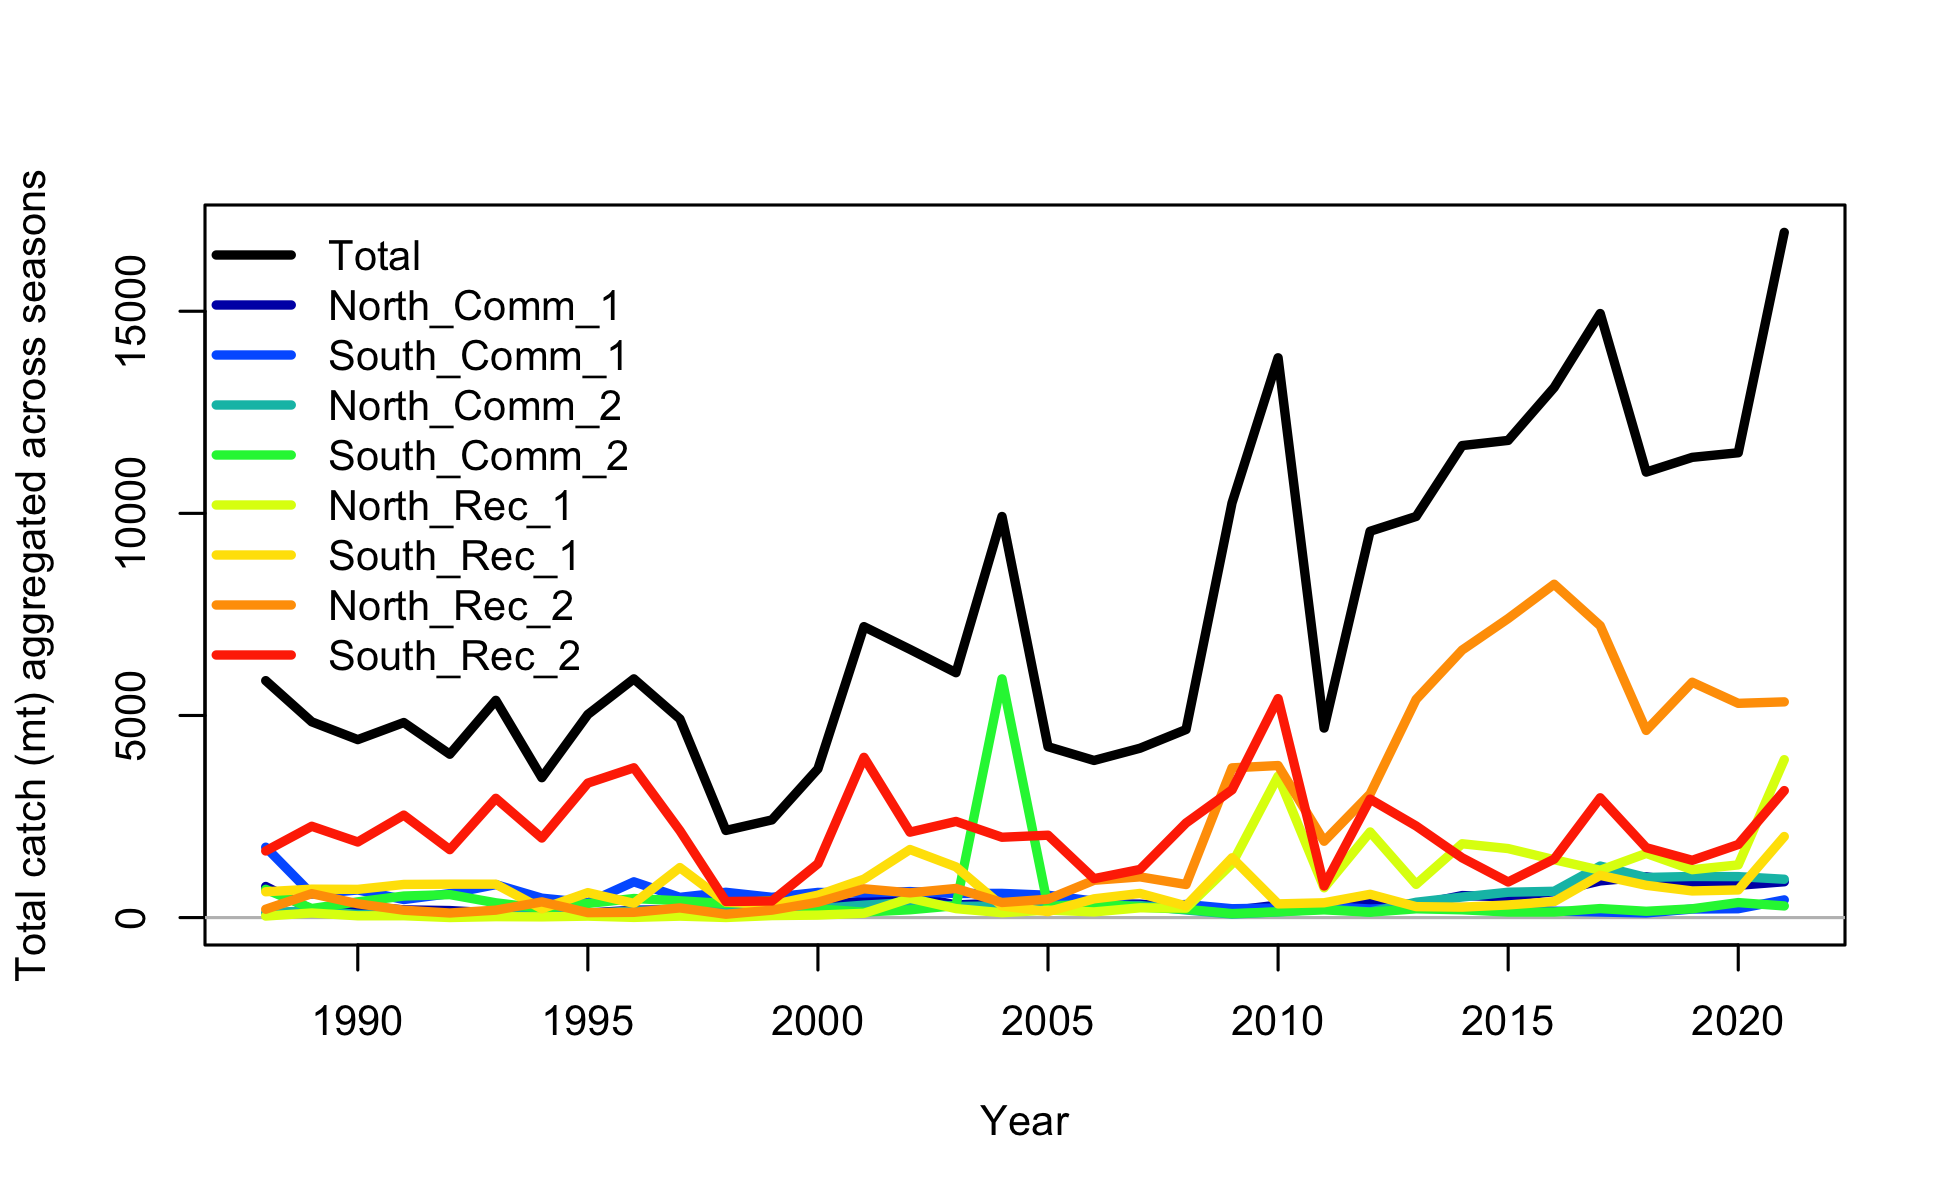 Total catch (mt) aggregated across seasons
15000
10000
5000
0
Total
North_Comm_1
South_Comm_1
North_Comm_2
South_Comm_2
North_Rec_1
South_Rec_1
North_Rec_2
South_Rec_2
1990 1995 2000 2005 2010 2015 2020
Year